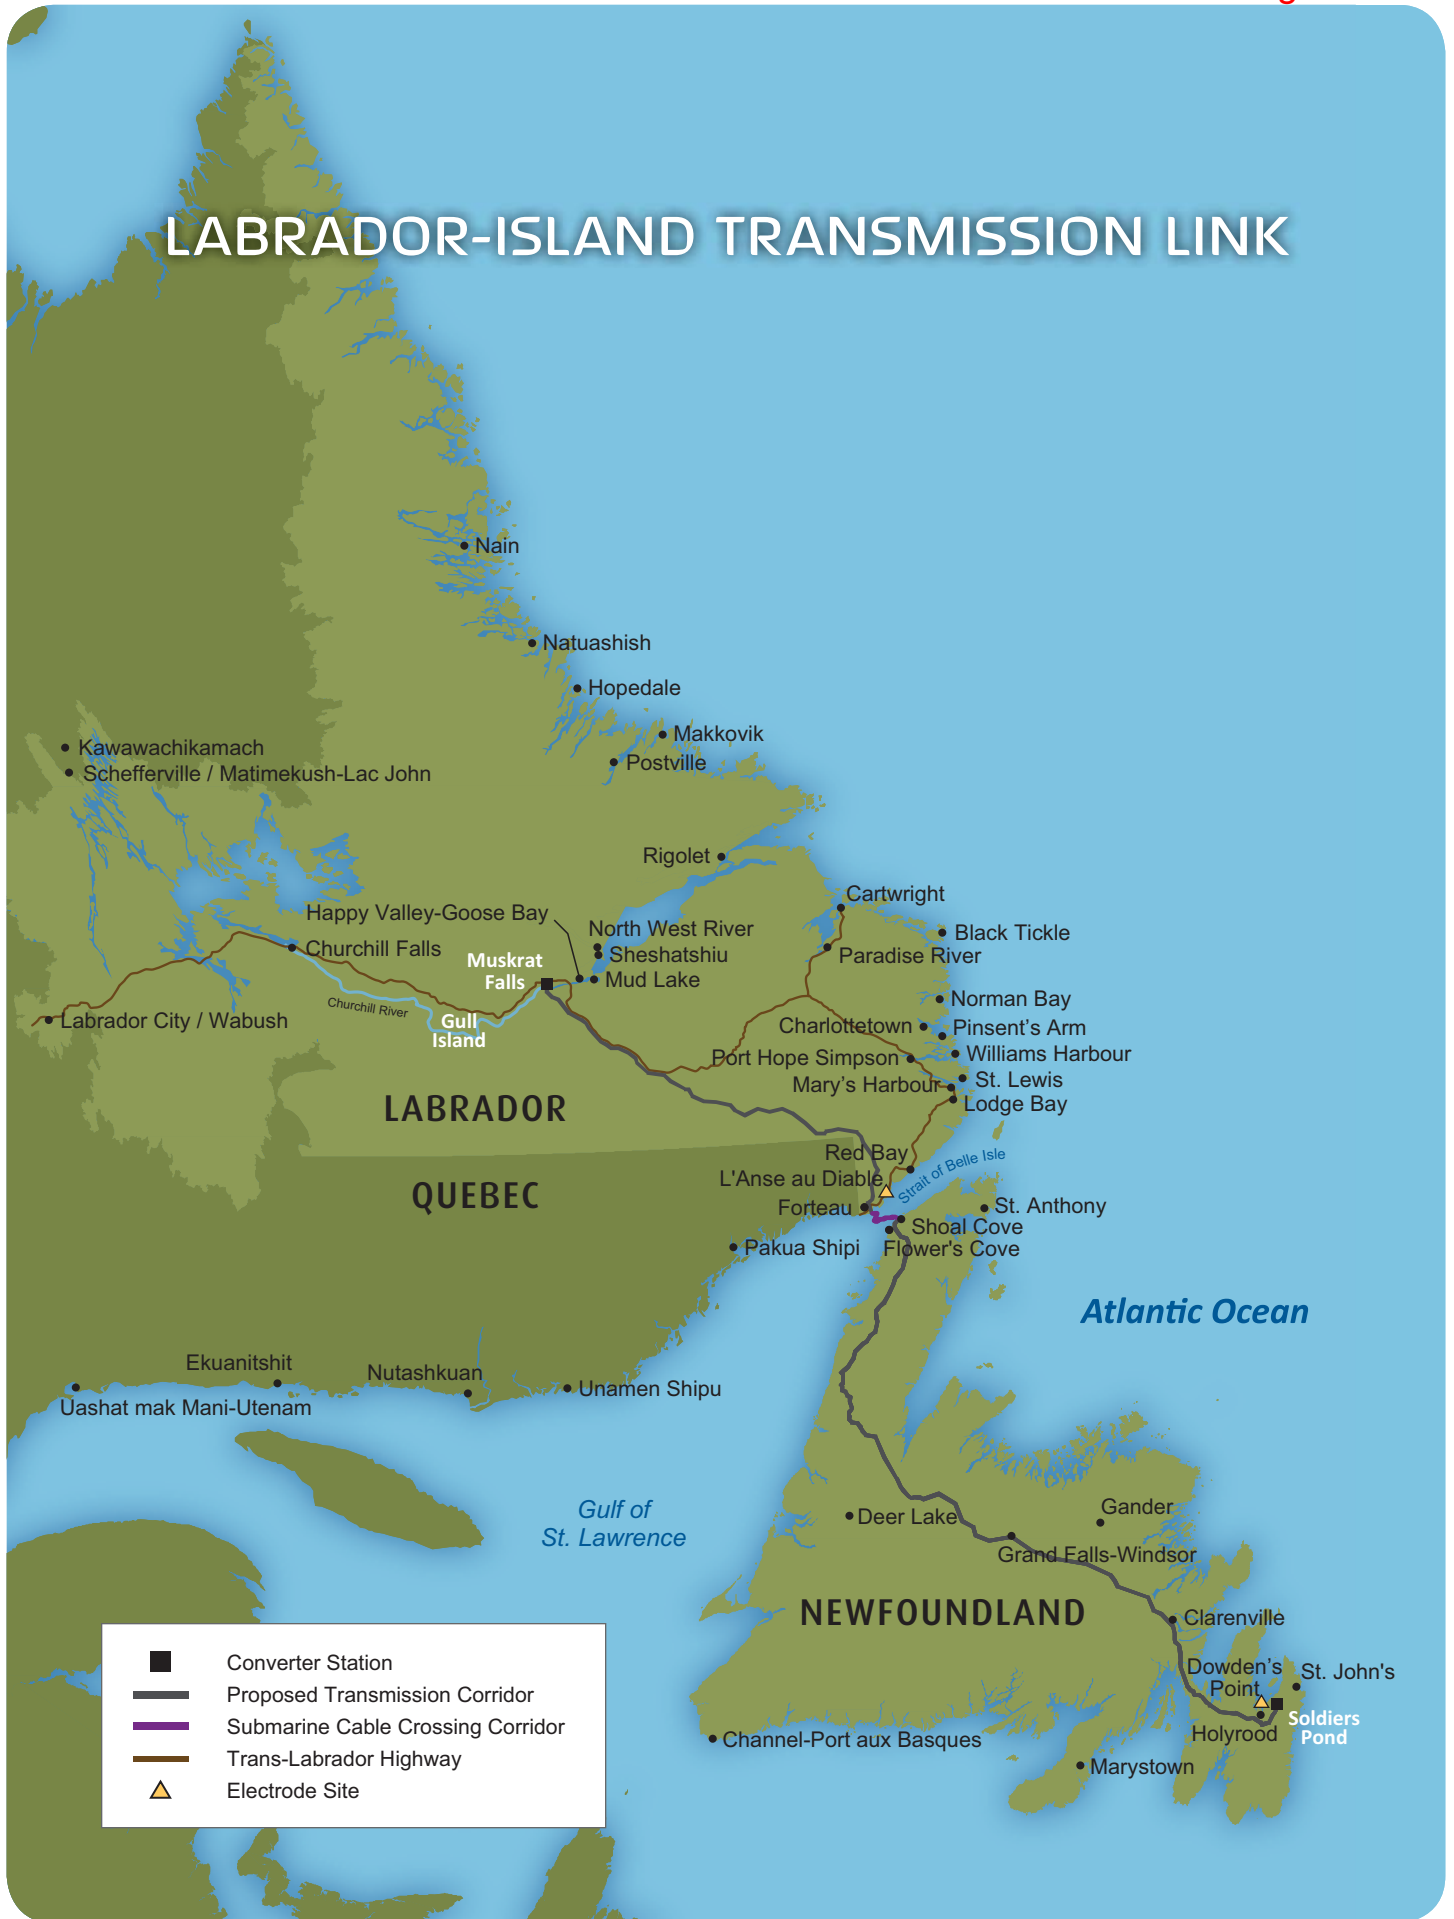 LABRADOR-ISLAND TRANSMISSION LINK
Nain
Natuashish
Hopedale
Makkovik
Postville
Kawawachikamach
Schefferville / Matimekush-Lac John
Rigolet
Cartwright
Happy Valley-Goose Bay
North West River
Black Tickle
Churchill Falls
Sheshatshiu
Paradise River
Muskrat
Falls
Mud Lake
Norman Bay
Churchill River
Labrador City / Wabush
Gull
Island
Charlottetown
Pinsent's Arm
Port Hope Simpson
Williams Harbour
Mary's Harbour
St. Lewis
Lodge Bay
LABRADOR
Red Bay
Strait of Belle Isle
L'Anse au Diable
QUEBEC
Forteau
St. Anthony
Shoal Cove
Pakua Shipi
Flower's Cove
Atlantic Ocean
Ekuanitshit
Nutashkuan
Unamen Shipu
Uashat mak Mani-Utenam
Gulf of
St. Lawrence
Deer Lake
Gander
Grand Falls-Windsor
NEWFOUNDLAND
Clarenville
Dowden's
Point
St. John's
Soldiers
Pond
Holyrood
Channel-Port aux Basques
Marystown
Converter Station
Proposed Transmission Corridor
Submarine Cable Crossing Corridor
Trans-Labrador Highway
Electrode Site